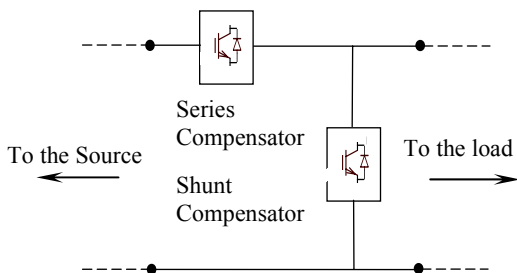 Series
Compensator
To the Source
To the load
Shunt
Compensator